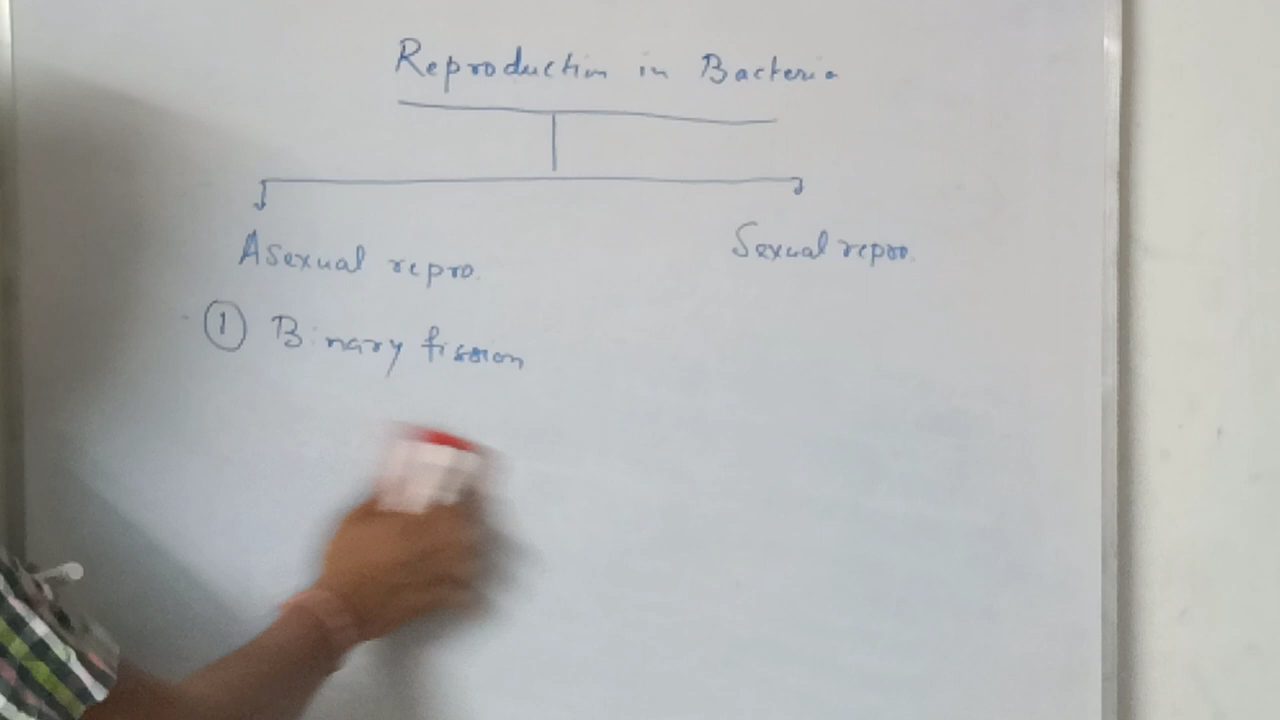 Reproduction in Bacteria
Asexual repro.
Sexual repro.
① Binary fission